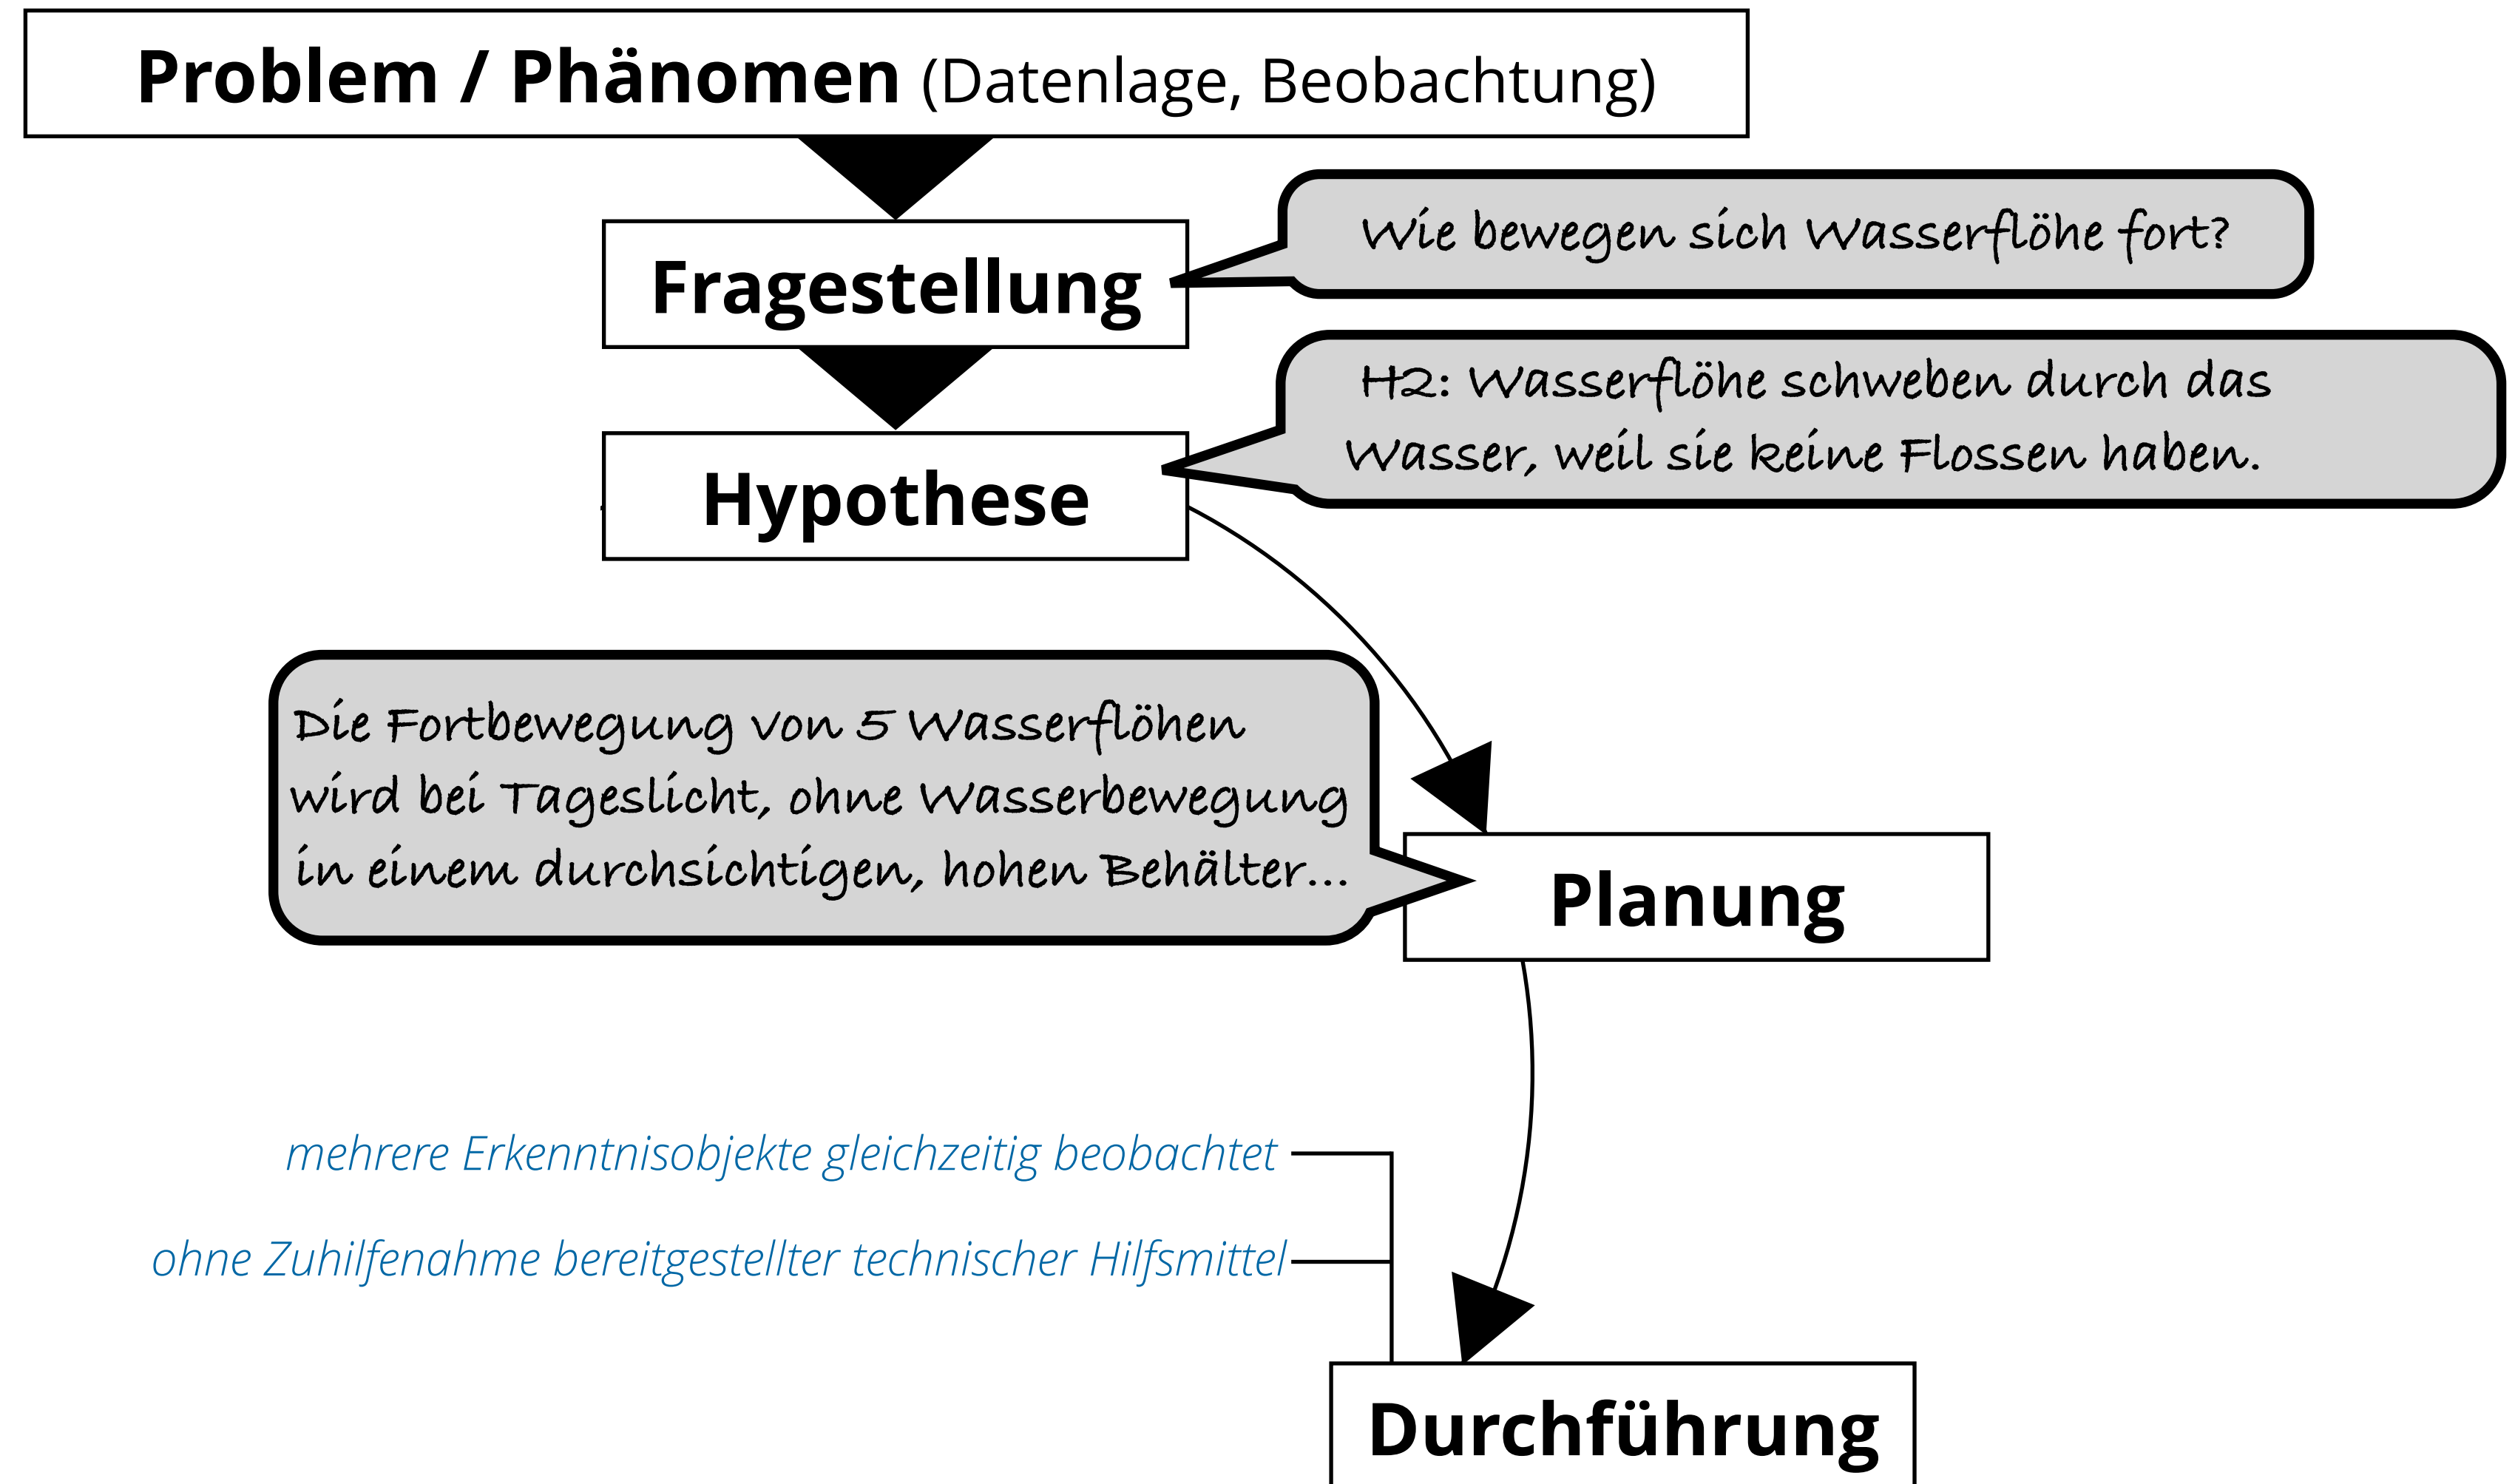 Problem / Phänomen (Datenlage, Beobachtung)
Wie bewegen sich Wasserflöhe fort?
Fragestellung
H2: Wasserflöhe schweben durch das
Wasser, weil sie keine Flossen haben.
Hypothese
Die Fortbewegung von 5 Wasserflöhen
wird bei Tageslicht, ohne Wasserbewegung
in einem durchsichtigen, hohen Behälter...
Planung
mehrere Erkenntnisobjekte gleichzeitig beobachtet
ohne Zuhilfenahme bereitgestellter technischer Hilfsmittel
Durchführung